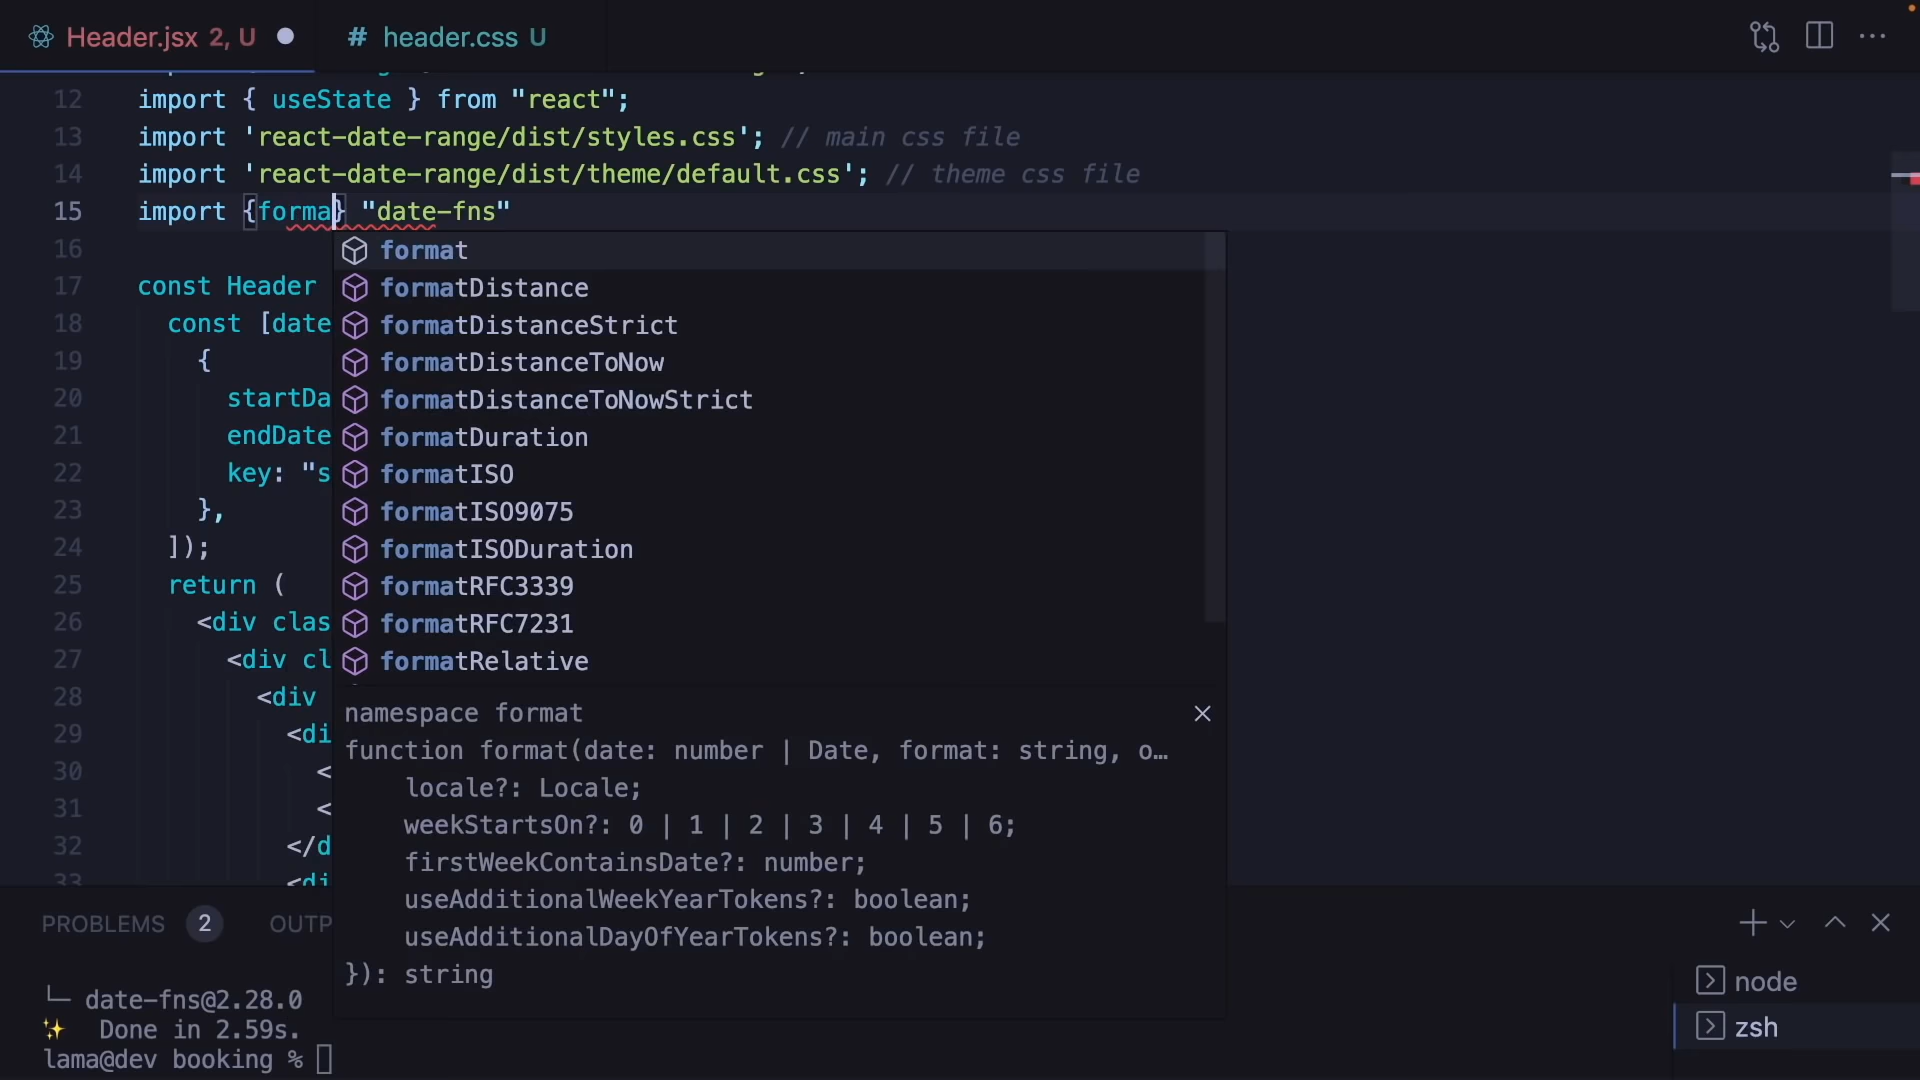 Header.jsx 2, U
# header.css U
12 import { useState } from "react";
13 import 'react-date-range/dist/styles.css'; // main css file
14 import 'react-date-range/dist/theme/default.css'; // theme css file
15 import {forma} "date-fns"
format
16
formatDistance
17 const Header
formatDistanceStrict
18 const [date
formatDistanceToNow
19 {
formatDistanceToNowStrict
20 startDa
formatDuration
21 endDate
formatISO
22 key: "s
formatISO9075
23 },
formatISODuration
24 ]);
formatRFC3339
25 return (
formatRFC7231
26 <div clas
formatRelative
27 <div cl
28 <div
namespace format
29 <di
function format(date: number | Date, format: string, o…
30 <
locale?: Locale;
31 <
weekStartsOn?: 0 | 1 | 2 | 3 | 4 | 5 | 6;
32 </d
firstWeekContainsDate?: number;
33 <di
useAdditionalWeekYearTokens?: boolean;
useAdditionalDayOfYearTokens?: boolean;
}): string
PROBLEMS 2 OUTP
└─ date-fns@2.28.0
✨ Done in 2.59s.
lama@dev booking %
node
zsh